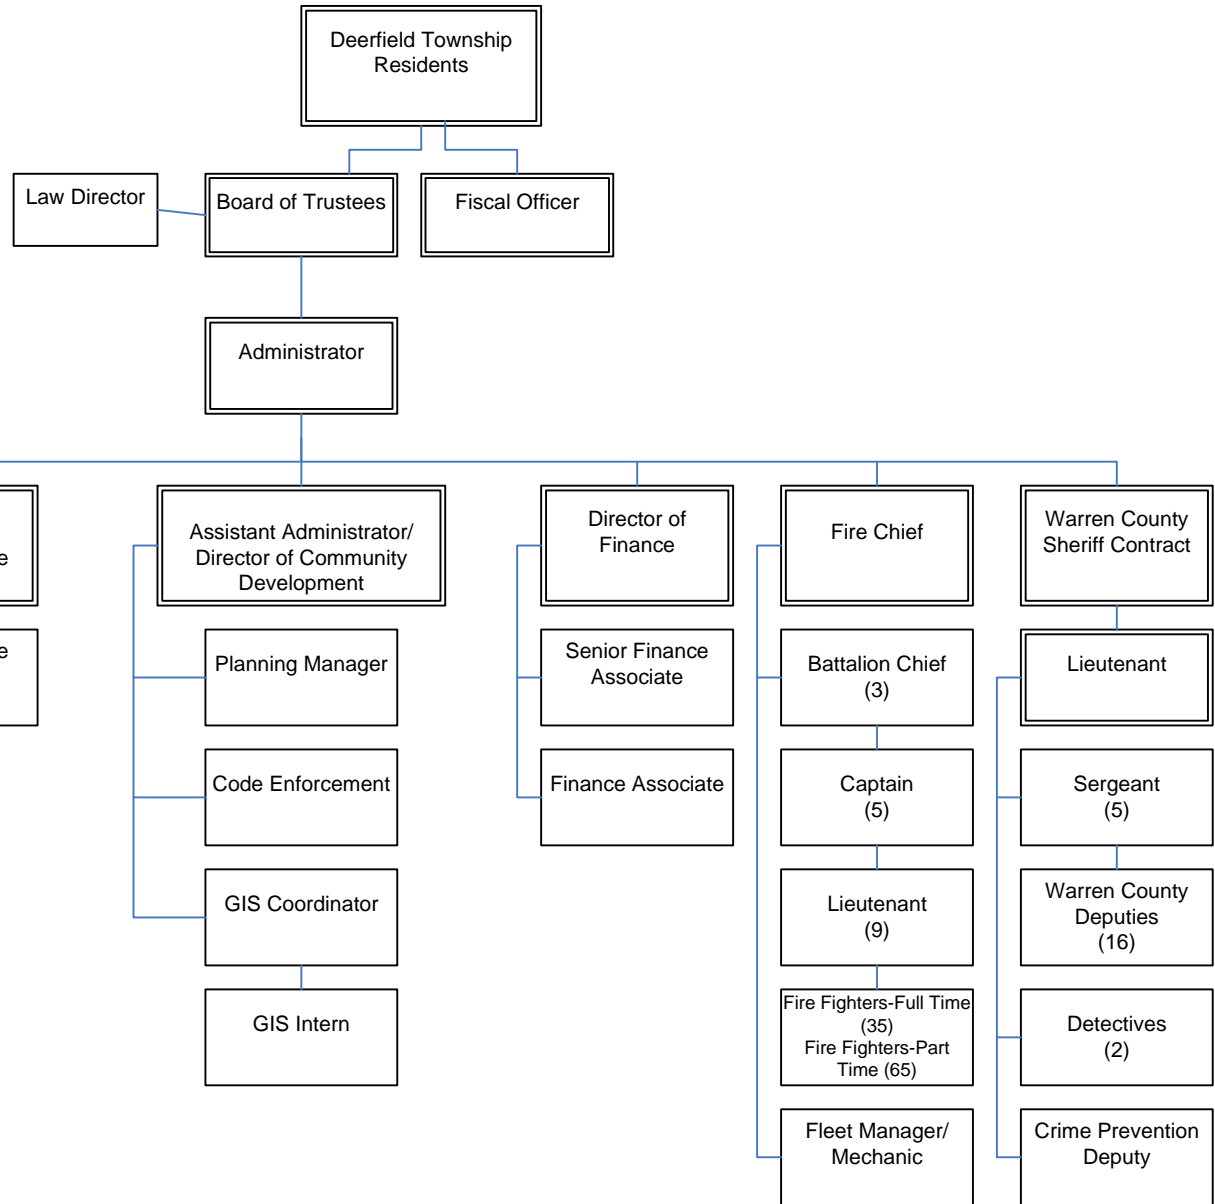 Deerfield Township
Residents
Law Director
Board of Trustees
Fiscal Officer
Administrator
Assistant Administrator/
Director of Community
Development
Planning Manager
Code Enforcement
GIS Coordinator
GIS Intern
Director of
Finance
Senior Finance
Associate
Finance Associate
Fire Chief
Battalion Chief
(3)
Captain
(5)
Lieutenant
(9)
Fire Fighters-Full Time
(35)
Fire Fighters-Part
Time (65)
Fleet Manager/
Mechanic
Warren County
Sheriff Contract
Lieutenant
Sergeant
(5)
Warren County
Deputies
(16)
Detectives
(2)
Crime Prevention
Deputy